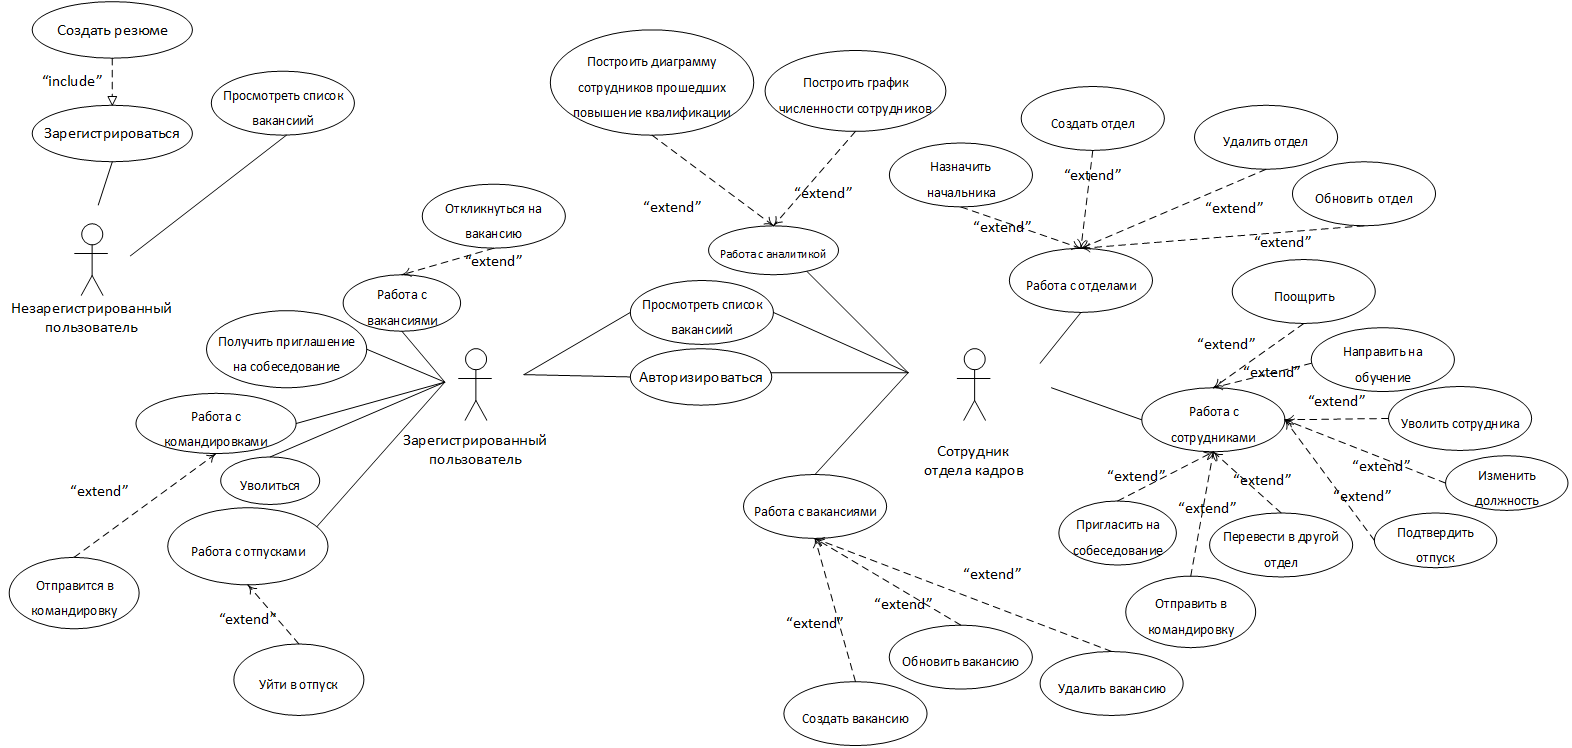 Создать резюме
“include”
Зарегистрироваться
Просмотреть список
вакансиий
Незарегистрированный
пользователь
Откликнуться на
вакансию
“extend”
Работа с
вакансиями
Получить приглашение
на собеседование
Работа с
командировками
“extend”
Уволиться
Работа с отпусками
Отправится в
командировку
“extend”
Уйти в отпуск
Зарегистрированный
пользователь
Построить диаграмму
сотрудников прошедших
повышение квалификации
Построить график
численности сотрудников
“extend”
“extend”
Работа с аналитикой
Просмотреть список
вакансиий
Авторизироваться
Сотрудник
отдела кадров
Работа с вакансиями
“extend”
“extend”
“extend”
Создать вакансию
Обновить вакансию
Удалить вакансию
Создать отдел
Удалить отдел
Назначить
начальника
Обновить отдел
“extend”
“extend”
“extend”
“extend”
Работа с отделами
Поощрить
“extend”
Направить на
обучение
“extend”
“extend”
Уволить сотрудника
Работа с
сотрудниками
“extend”
Изменить
должность
“extend”
“extend”
“extend”
“extend”
Пригласить на
собеседование
Перевести в другой
отдел
Подтвердить
отпуск
Отправить в
командировку